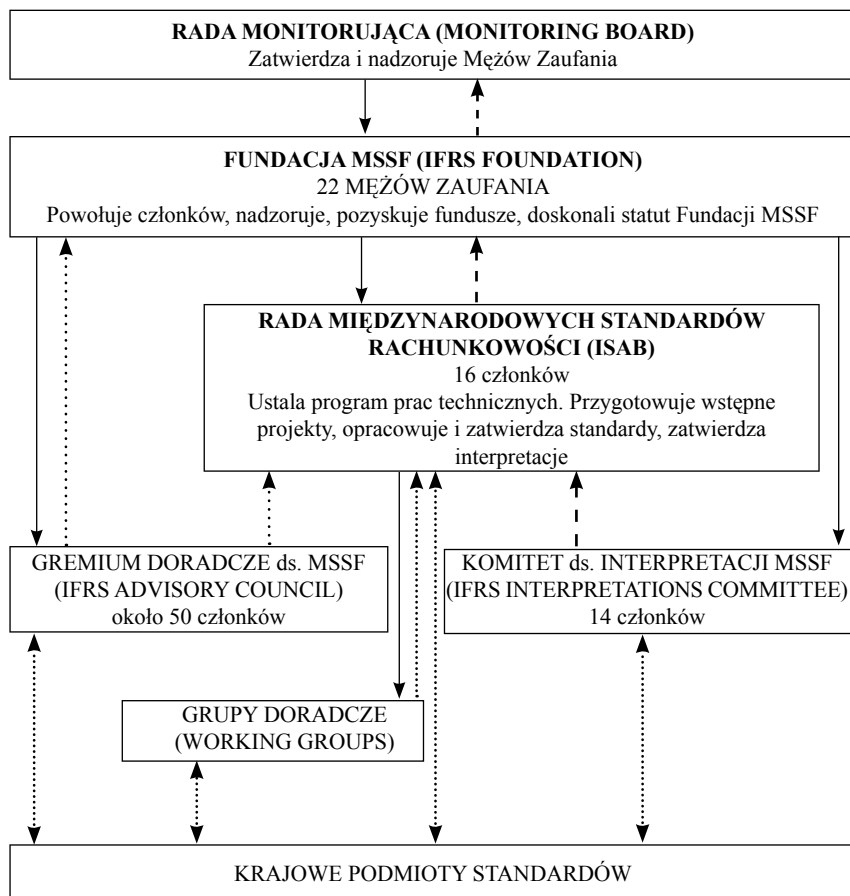 RADA MONITORUJĄCA (MONITORING BOARD)
Zatwierdza i nadzoruje Mężów Zaufania
FUNDACJA MSSF (IFRS FOUNDATION)
22 MĘŻÓW ZAUFANIA
Powołuje członków, nadzoruje, pozyskuje fundusze, doskonali statut Fundacji MSSF
RADA MIĘDZYNARODOWYCH STANDARDÓW
RACHUNKOWOŚCI (ISAB)
16 członków
Ustala program prac technicznych. Przygotowuje wstępne
projekty, opracowuje i zatwierdza standardy, zatwierdza
interpretacje
GREMIUM DORADCZE ds. MSSF
(IFRS ADVISORY COUNCIL)
około 50 członków
KOMITET ds. INTERPRETACJI MSSF
(IFRS INTERPRETATIONS COMMITTEE)
14 członków
GRUPY DORADCZE
(WORKING GROUPS)
KRAJOWE PODMIOTY STANDARDÓW